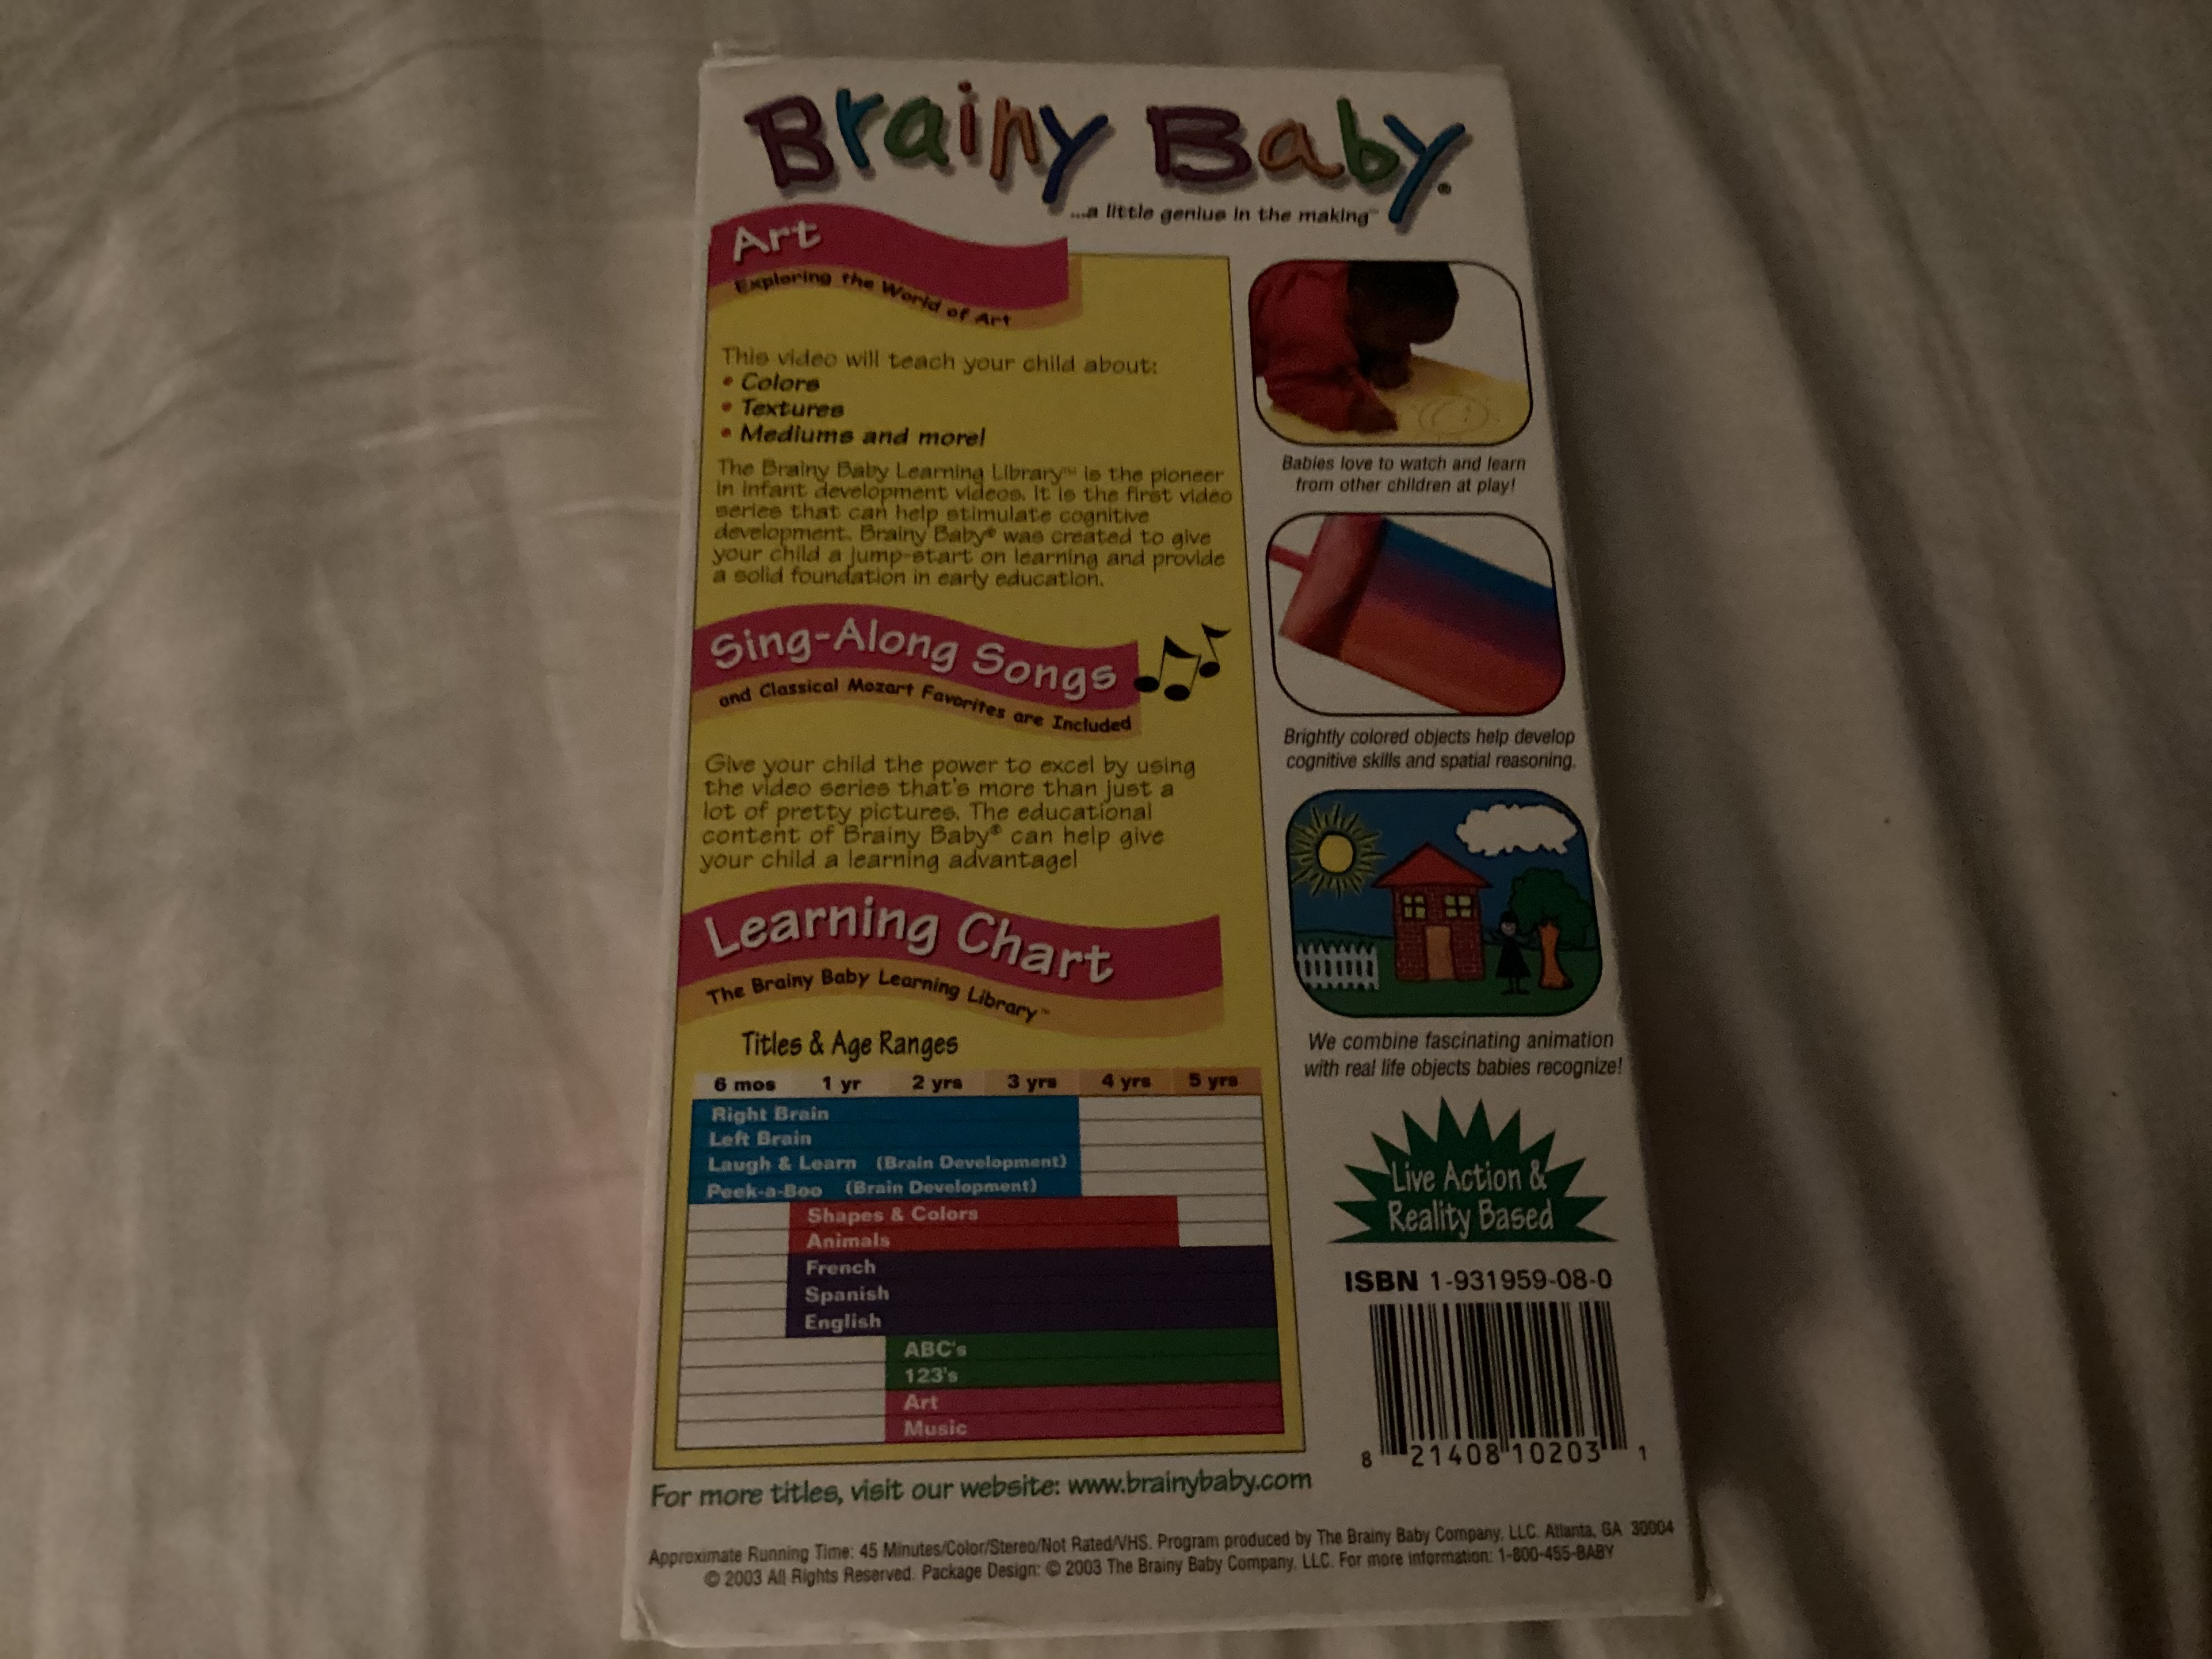 Brainy Baby®
...a little genius in the making™
Art
Exploring the World of Art
This video will teach your child about:
• Colors
• Textures
• Mediums and more!
The Brainy Baby Learning Library™ is the pioneer
in infant development videos. It is the first video
series that can help stimulate cognitive
development. Brainy Baby® was created to give
your child a jump-start on learning and provide
a solid foundation in early education.
Sing-Along Songs
and Classical Mozart Favorites are Included
Give your child the power to excel by using
the video series that's more than just a
lot of pretty pictures. The educational
content of Brainy Baby® can help give
your child a learning advantage!
Learning Chart
The Brainy Baby Learning Library™
Titles & Age Ranges
6 mos 1 yr 2 yrs 3 yrs 4 yrs 5 yrs
Right Brain
Left Brain
Laugh & Learn (Brain Development)
Peek-a-Boo (Brain Development)
Shapes & Colors
Animals
French
Spanish
English
ABC's
123's
Art
Music
Babies love to watch and learn
from other children at play!
Brightly colored objects help develop
cognitive skills and spatial reasoning.
We combine fascinating animation
with real life objects babies recognize!
Live Action &
Reality Based
ISBN 1-931959-08-0
8 21408 10203 1
For more titles, visit our website: www.brainybaby.com
Approximate Running Time: 45 Minutes/Color/Stereo/Not Rated/VHS. Program produced by The Brainy Baby Company, LLC. Atlanta, GA 30004
© 2003 All Rights Reserved. Package Design: © 2003 The Brainy Baby Company, LLC. For more information: 1-800-455-BABY